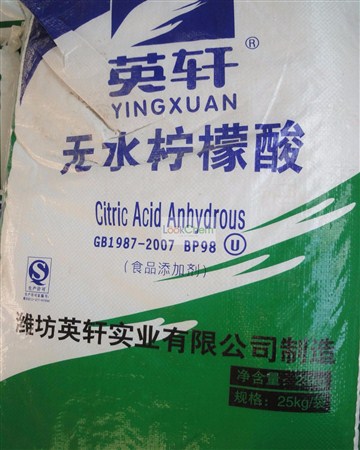 英轩®
YINGXUAN
无水柠檬酸
Citric Acid Anhydrous
LookChem
GB1987-2007 BP98 U
(食品添加剂)
潍坊英轩实业有限公司制造
净含量:
规格: 25kg/袋